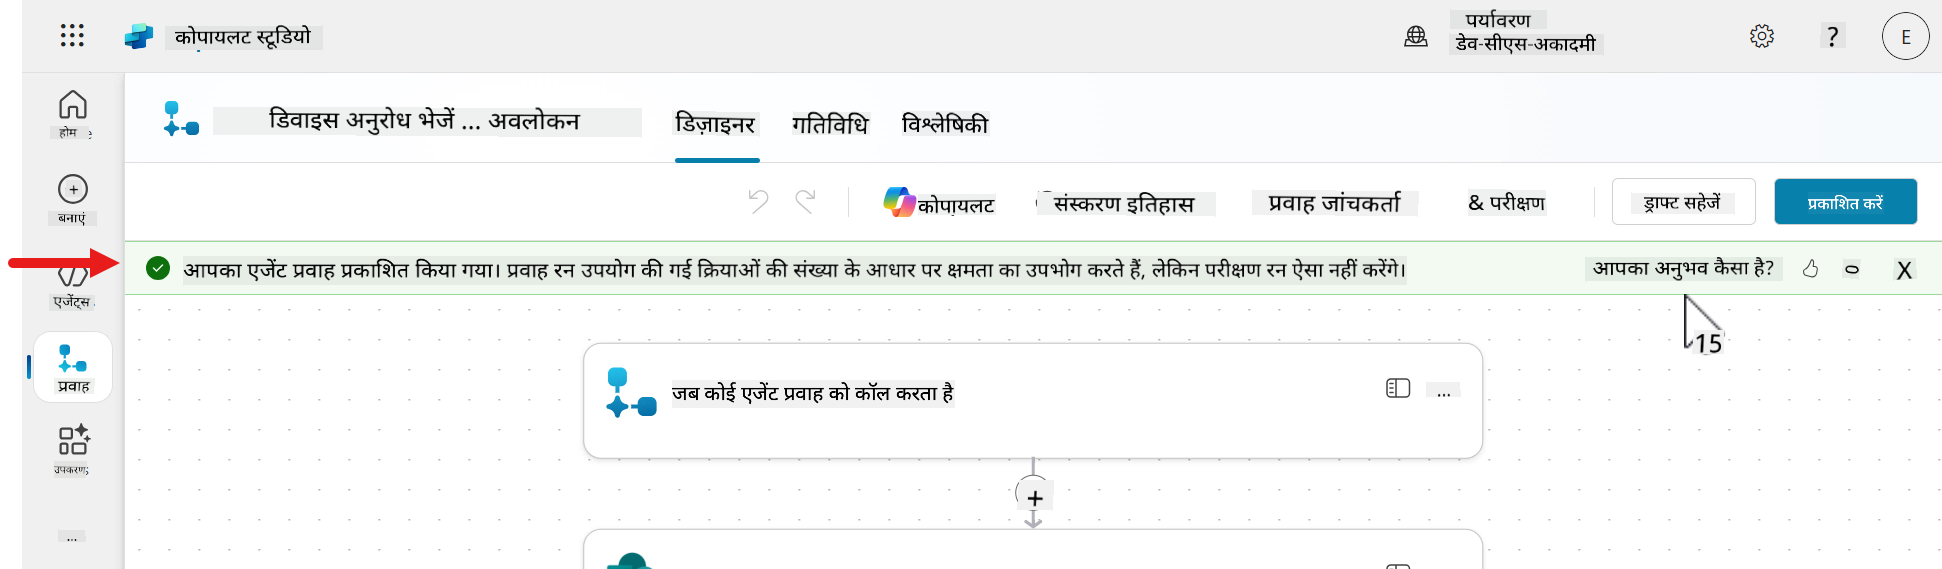 कोपायलट स्टूडियो
पर्यावरण
डेव-सीएस-अकादमी
?
E
होम
डिवाइस अनुरोध भेजें ... अवलोकन
डिज़ाइनर
गतिविधि
विश्लेषिकी
बनाएं
कोपायलट
संस्करण इतिहास
प्रवाह जांचकर्ता
& परीक्षण
ड्राफ्ट सहेजें
प्रकाशित करें
आपका एजेंट प्रवाह प्रकाशित किया गया। प्रवाह रन उपयोग की गई क्रियाओं की संख्या के आधार पर क्षमता का उपभोग करते हैं, लेकिन परीक्षण रन ऐसा नहीं करेंगे।
आपका अनुभव कैसा है?
X
एजेंट्स
15
प्रवाह
जब कोई एजेंट प्रवाह को कॉल करता है
...
उपकरण
+
...